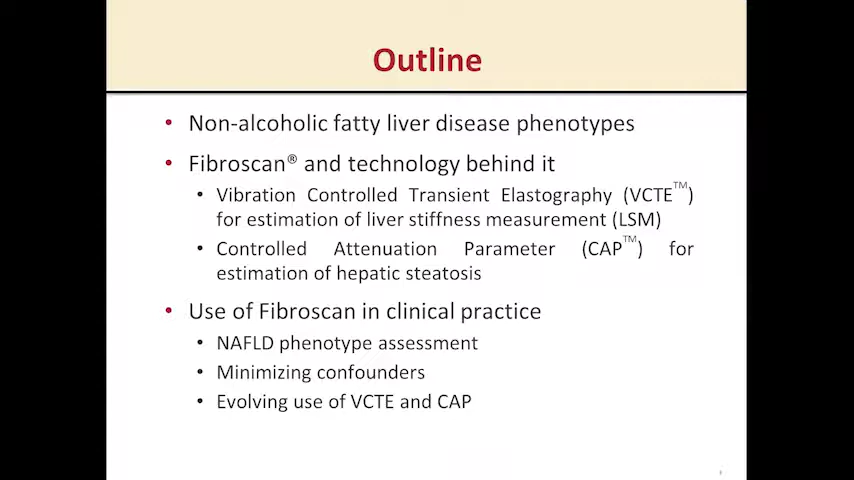 Outline
• Non-alcoholic fatty liver disease phenotypes
• Fibroscan® and technology behind it
• Vibration Controlled Transient Elastography (VCTE™)
for estimation of liver stiffness measurement (LSM)
• Controlled Attenuation Parameter (CAP™) for
estimation of hepatic steatosis
• Use of Fibroscan in clinical practice
• NAFLD phenotype assessment
• Minimizing confounders
• Evolving use of VCTE and CAP